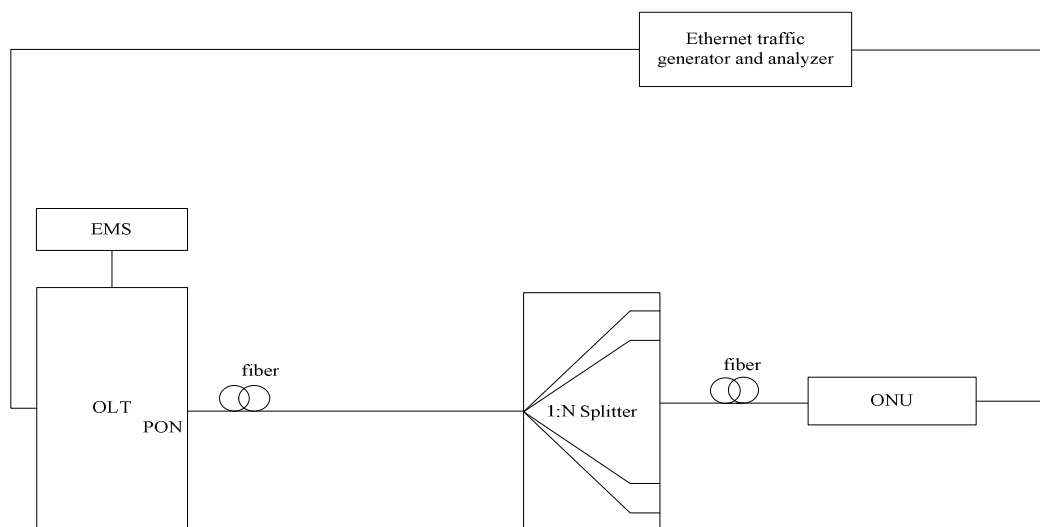 Ethernet traffic
generator and analyzer
EMS
fiber
fiber
OLT
PON
1:N Splitter
ONU